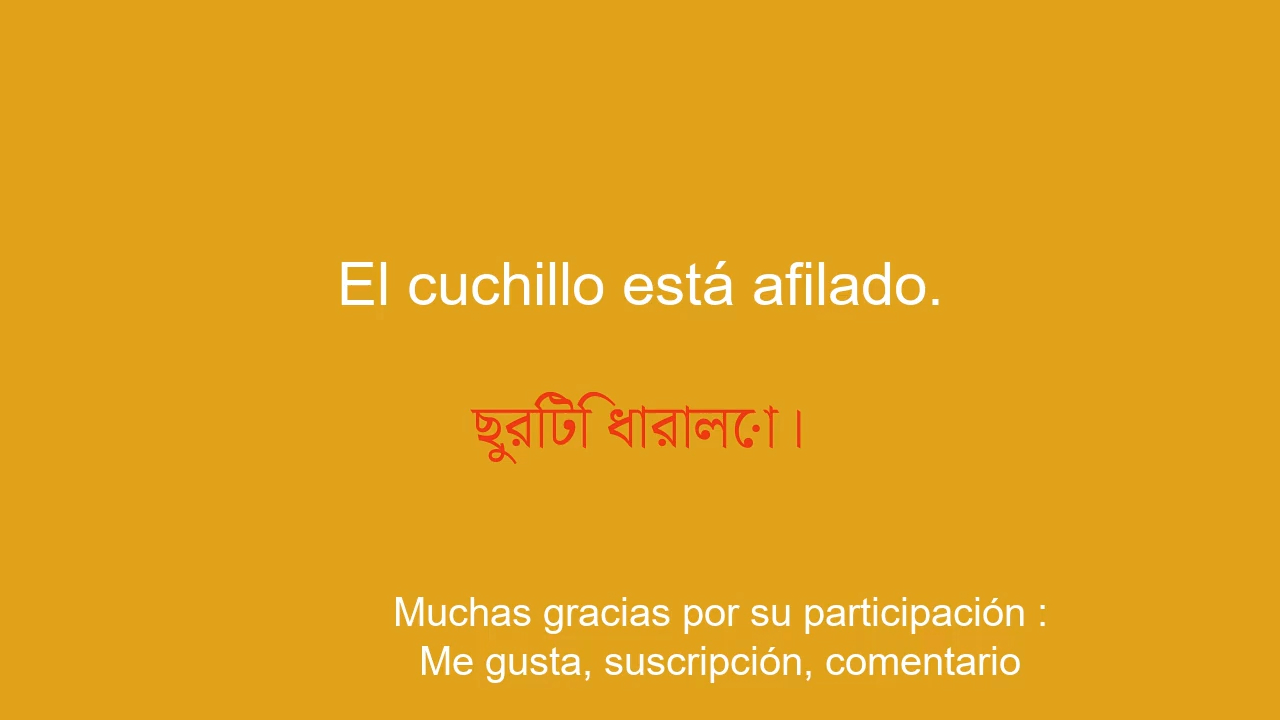 El cuchillo está afilado.
ছুরিটি ধারালো।
Muchas gracias por su participación :
Me gusta, suscripción, comentario